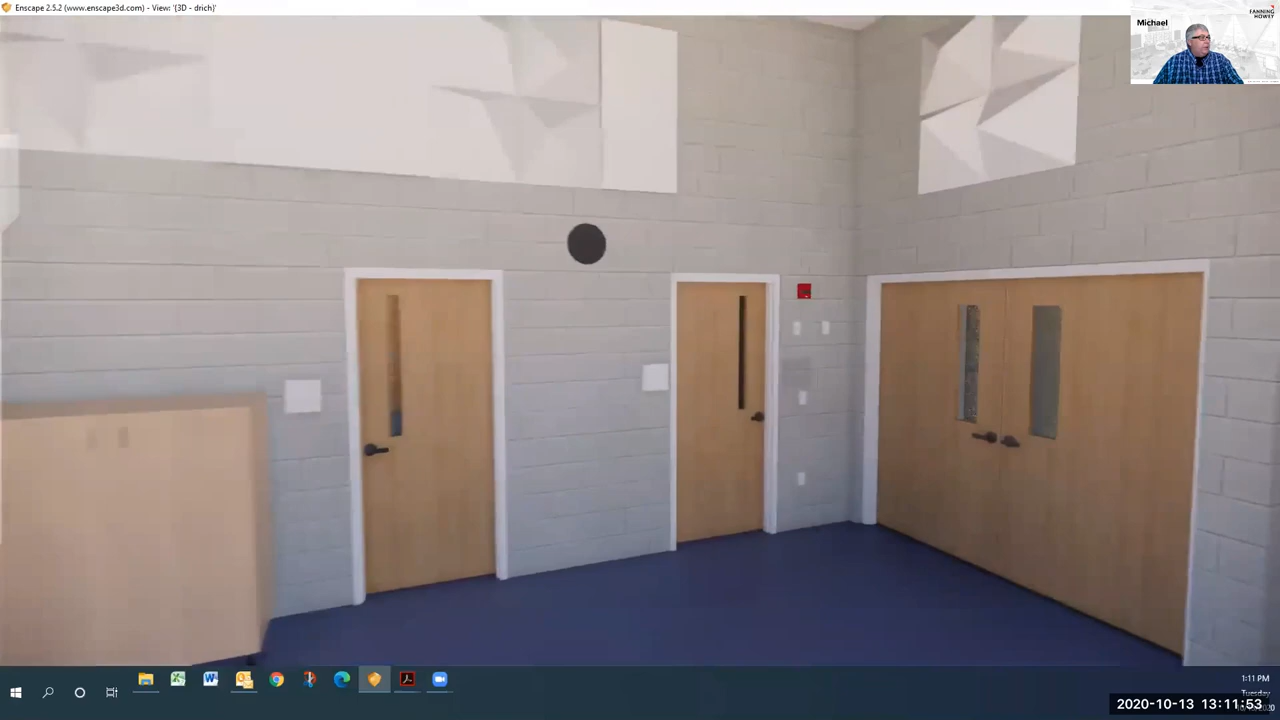 Enscape 2.5.2 (www.enscape3d.com) - View: '{3D - drich}'
FANNING
HOWEY
Michael
1:11 PM
Tuesday
2020-10-13 13:11:53